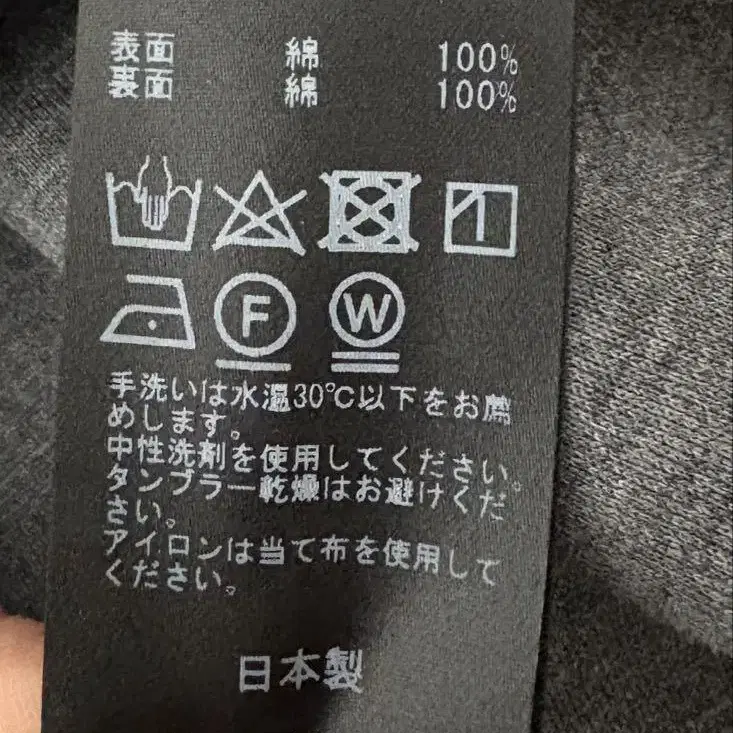 表面 綿 100%
裏面 綿 100%
F W
手洗いは水温30℃以下をお薦
めします。
中性洗剤を使用してください。
タンブラー乾燥はお避けくだ
さい。
アイロンは当て布を使用して
ください。
日本製